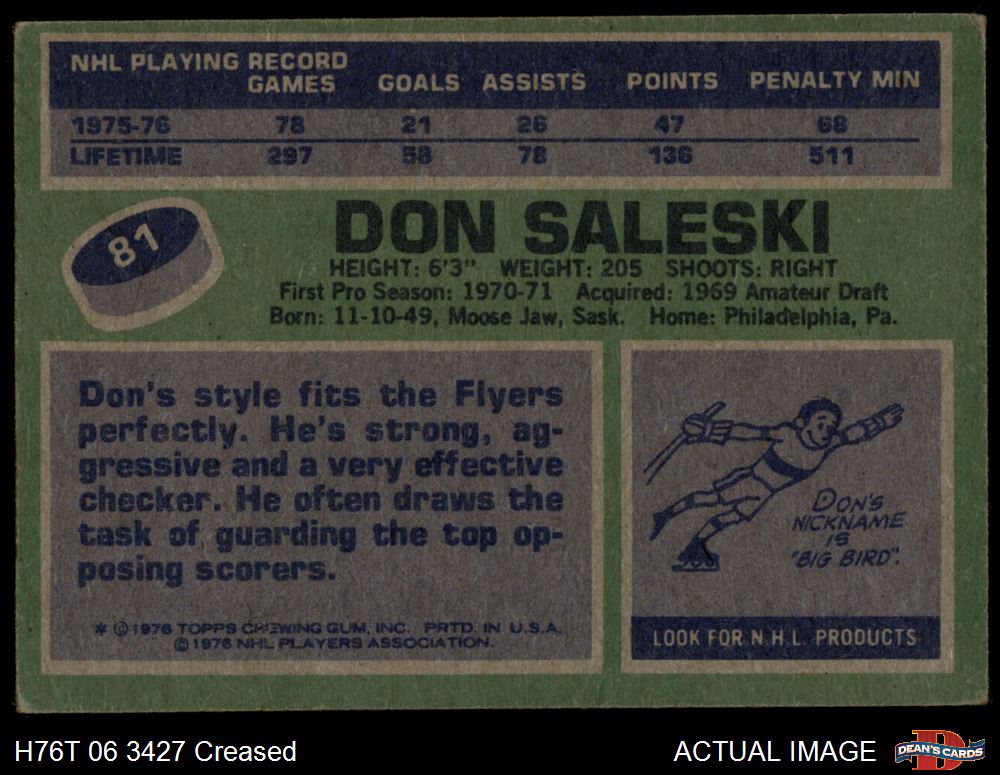 NHL PLAYING RECORD
GAMES GOALS ASSISTS POINTS PENALTY MIN
1975-76 78 21 26 47 68
LIFETIME 297 58 78 136 511
81
DON SALESKI
HEIGHT: 6'3" WEIGHT: 205 SHOOTS: RIGHT
First Pro Season: 1970-71 Acquired: 1969 Amateur Draft
Born: 11-10-49, Moose Jaw, Sask. Home: Philadelphia, Pa.
Don's style fits the Flyers
perfectly. He's strong, ag-
gressive and a very effective
checker. He often draws the
task of guarding the top op-
posing scorers.
* © 1976 TOPPS CHEWING GUM, INC. PRTD. IN U.S.A.
© 1976 NHL PLAYERS ASSOCIATION.
DON'S
NICKNAME
IS
"BIG BIRD".
LOOK FOR N.H.L. PRODUCTS
H76T 06 3427 Creased
ACTUAL IMAGE
D
DEAN'S CARDS